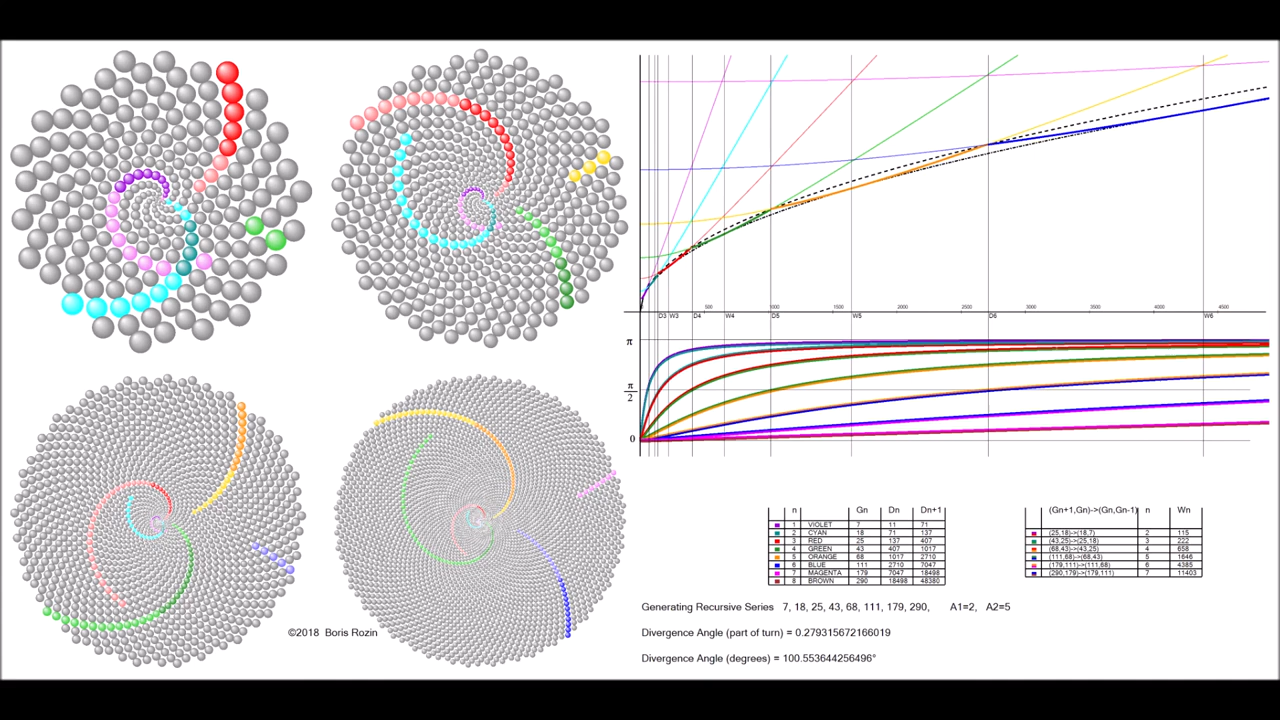 500 1000 1500 2000 2500 3000 3500 4000 4500
D3 W3 D4 W4 D5 W5 D6 W6
π
π
2
0
n Gn Dn Dn+1
1 VIOLET 7 11 71
2 CYAN 18 71 137
3 RED 25 137 407
4 GREEN 43 407 1017
5 ORANGE 68 1017 2710
6 BLUE 111 2710 7047
7 MAGENTA 179 7047 18498
8 BROWN 290 18498 48380
(Gn+1,Gn)->(Gn,Gn-1) n Wn
(25,18)->(18,7) 2 115
(43,25)->(25,18) 3 222
(68,43)->(43,25) 4 658
(111,68)->(68,43) 5 1646
(179,111)->(111,68) 6 4385
(290,179)->(179,111) 7 11403
Generating Recursive Series 7, 18, 25, 43, 68, 111, 179, 290, A1=2, A2=5
©2018 Boris Rozin
Divergence Angle (part of turn) = 0.279315672166019
Divergence Angle (degrees) = 100.553644256496°